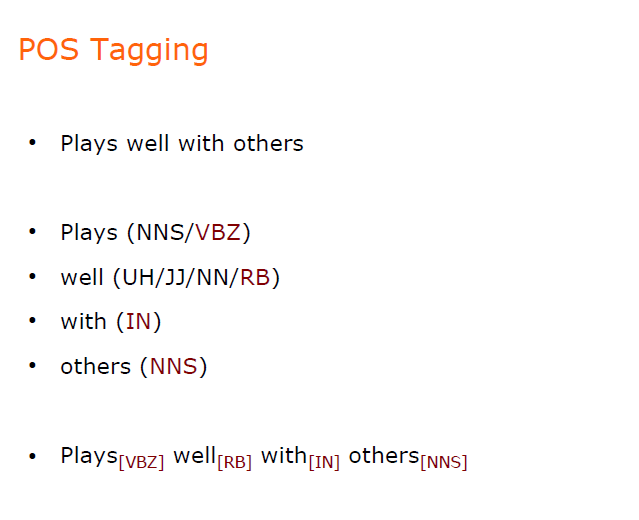 POS Tagging
• Plays well with others
• Plays (NNS/VBZ)
• well (UH/JJ/NN/RB)
• with (IN)
• others (NNS)
• Plays[VBZ] well[RB] with[IN] others[NNS]